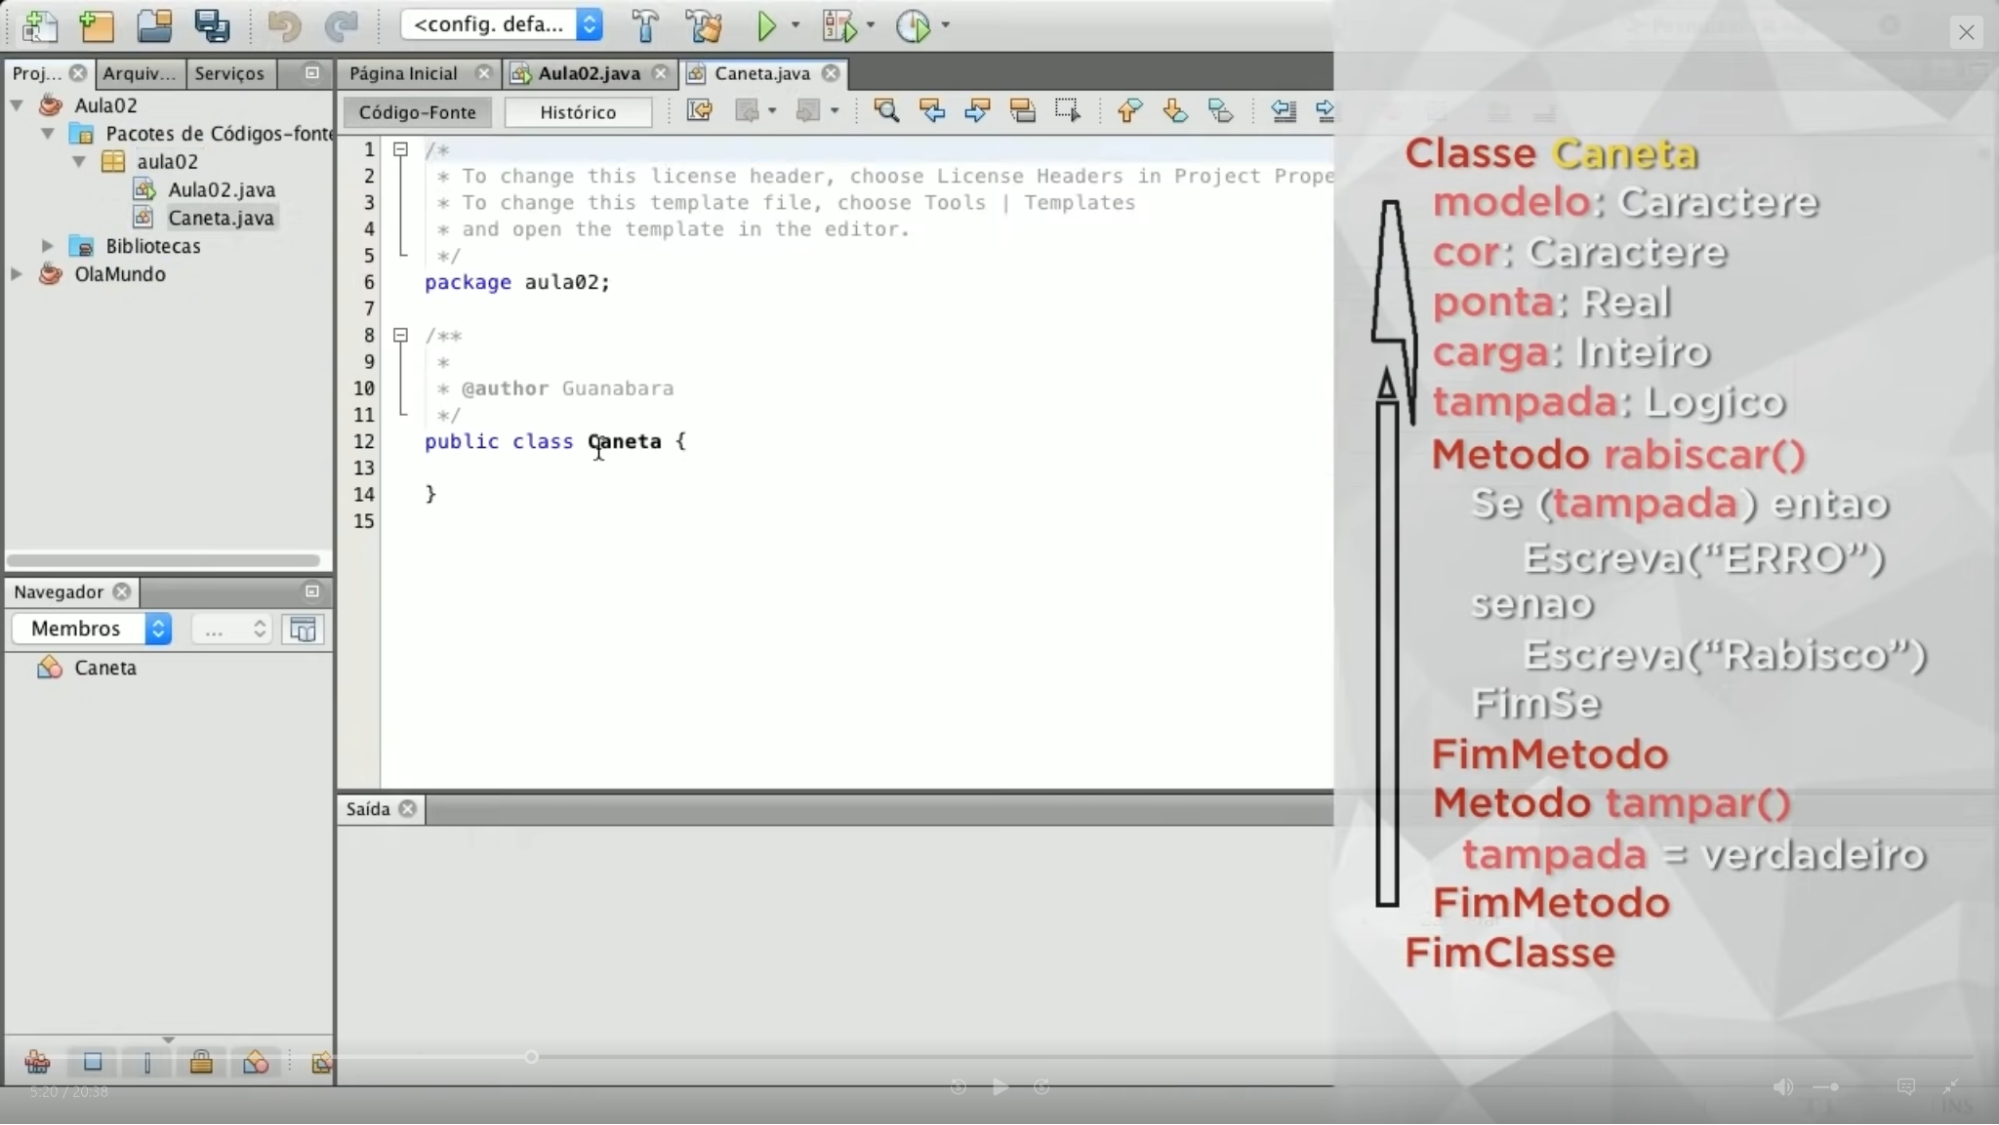 <config. defa...
Proj...
Arquiv...
Serviços
Página Inicial
Aula02.java
Caneta.java
Aula02
Pacotes de Códigos-fonte
aula02
Aula02.java
Caneta.java
Bibliotecas
OlaMundo
Código-Fonte
Histórico
1 /*
2 * To change this license header, choose License Headers in Project Prope
3 * To change this template file, choose Tools | Templates
4 * and open the template in the editor.
5 */
6 package aula02;
7
8 /**
9 *
10 * @author Guanabara
11 */
12 public class Caneta {
13
14 }
15
Navegador
Membros
...
Caneta
Saída
Classe Caneta
modelo: Caractere
cor: Caractere
ponta: Real
carga: Inteiro
tampada: Logico
Metodo rabiscar()
Se (tampada) entao
Escreva(“ERRO”)
senao
Escreva(“Rabisco”)
FimSe
FimMetodo
Metodo tampar()
tampada = verdadeiro
FimMetodo
FimClasse
5:20 / 20:38
INS